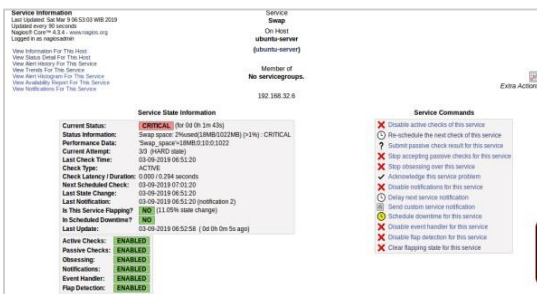 Service Information
Last Updated: Sat Mar 9 06:53:03 WIB 2019
Updated every 90 seconds
Nagios® Core™ 4.3.4 - www.nagios.org
Logged in as nagiosadmin
View Information For This Host
View Status Detail For This Host
View Alert History For This Service
View Trends For This Service
View Alert Histogram For This Service
View Availability Report For This Service
View Notifications For This Service
Service
Swap
On Host
ubuntu-server
(ubuntu-server)
Member of
No servicegroups.
192.168.32.6
Extra Actions
Service State Information
Current Status: CRITICAL (for 0d 0h 1m 43s)
Status Information: Swap space: 2%used(18MB/1022MB) (>1%) : CRITICAL
Performance Data: 'Swap_space'=18MB;0;10;0;1022
Current Attempt: 3/3 (HARD state)
Last Check Time: 03-09-2019 06:51:20
Check Type: ACTIVE
Check Latency / Duration: 0.000 / 0.294 seconds
Next Scheduled Check: 03-09-2019 07:01:20
Last State Change: 03-09-2019 06:51:20
Last Notification: 03-09-2019 06:51:20 (notification 2)
Is This Service Flapping? NO (11.05% state change)
In Scheduled Downtime? NO
Last Update: 03-09-2019 06:52:58 ( 0d 0h 0m 5s ago)
Active Checks: ENABLED
Passive Checks: ENABLED
Obsessing: ENABLED
Notifications: ENABLED
Event Handler: ENABLED
Flap Detection: ENABLED
Service Commands
Disable active checks of this service
Re-schedule the next check of this service
Submit passive check result for this service
Stop accepting passive checks for this service
Stop obsessing over this service
Acknowledge this service problem
Disable notifications for this service
Delay next service notification
Send custom service notification
Schedule downtime for this service
Disable event handler for this service
Disable flap detection for this service
Clear flapping state for this service